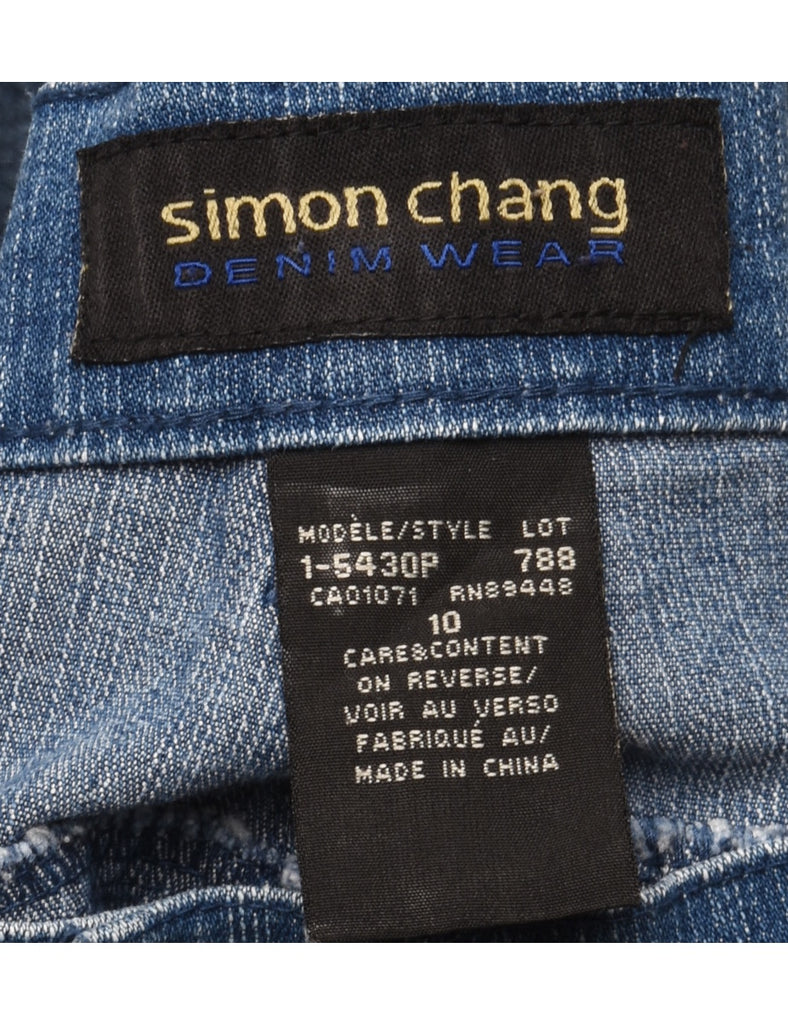 simon chang
DENIM WEAR
MODÈLE/STYLE LOT
1-5430P 788
CA01071 RN89448
10
CARE&CONTENT
ON REVERSE/
VOIR AU VERSO
FABRIQUÉ AU/
MADE IN CHINA